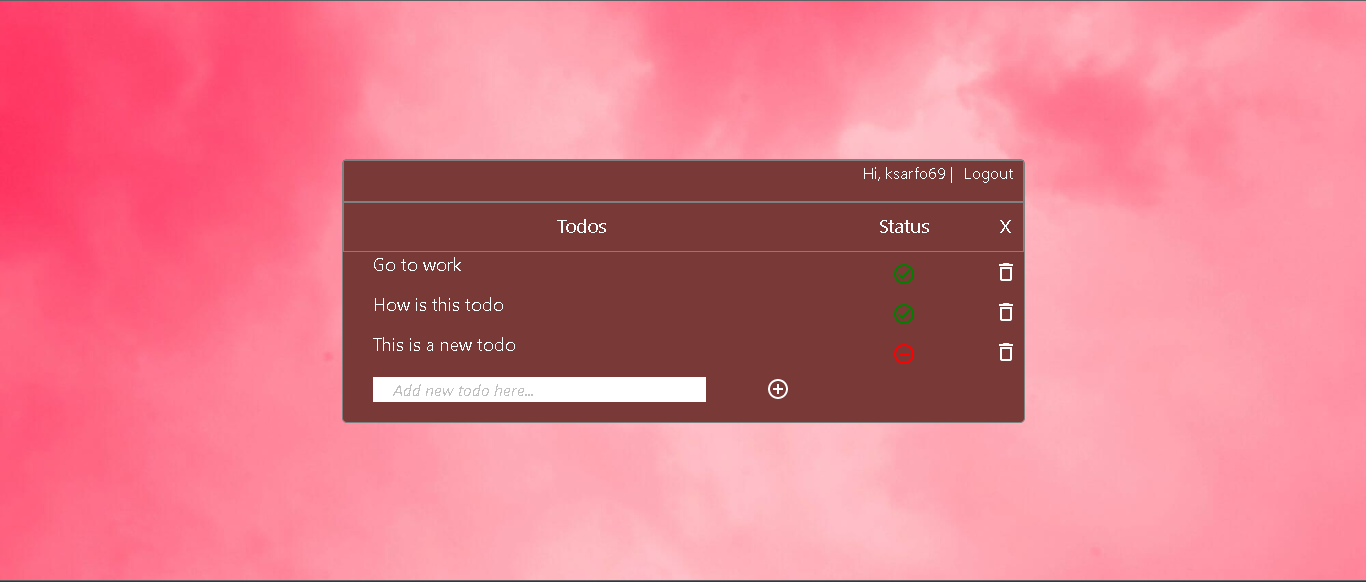 Hi, ksarfo69 | Logout
Todos Status X
Go to work
How is this todo
This is a new todo
Add new todo here...